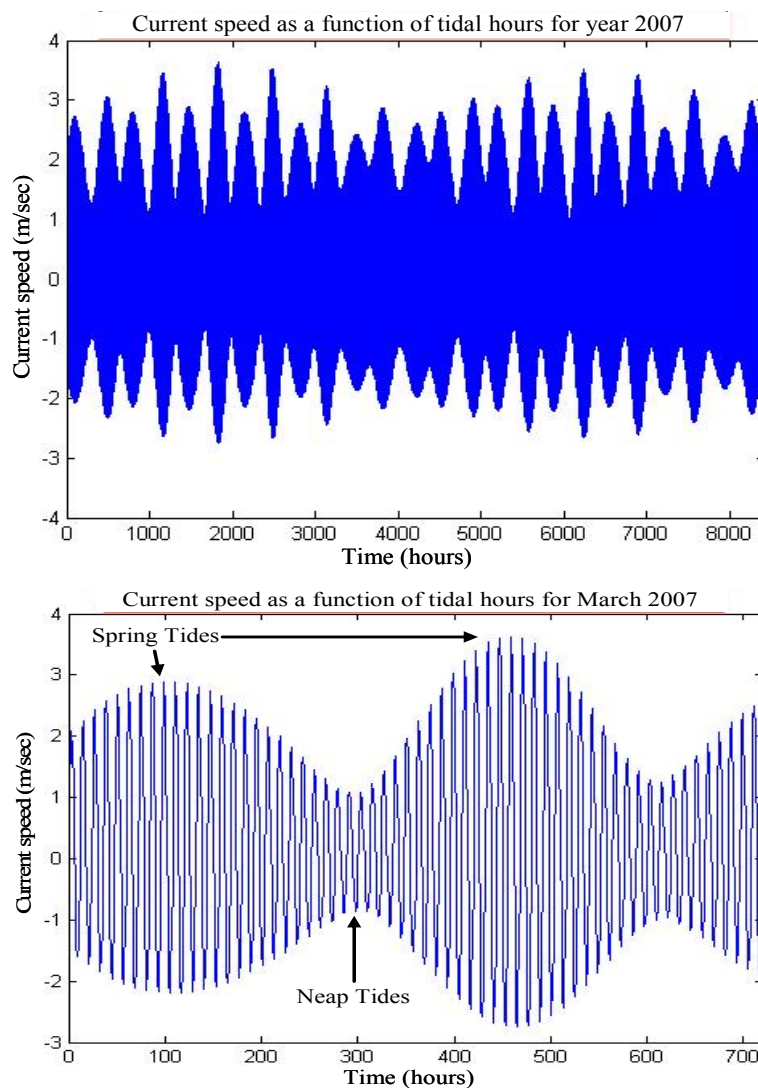 Current speed as a function of tidal hours for year 2007
4
3
2
1
0
-1
-2
-3
-4
Current speed (m/sec)
0 1000 2000 3000 4000 5000 6000 7000 8000
Time (hours)
Current speed as a function of tidal hours for March 2007
Spring Tides
4
3
2
1
0
-1
-2
-3
Current speed (m/sec)
Neap Tides
0 100 200 300 400 500 600 700
Time (hours)